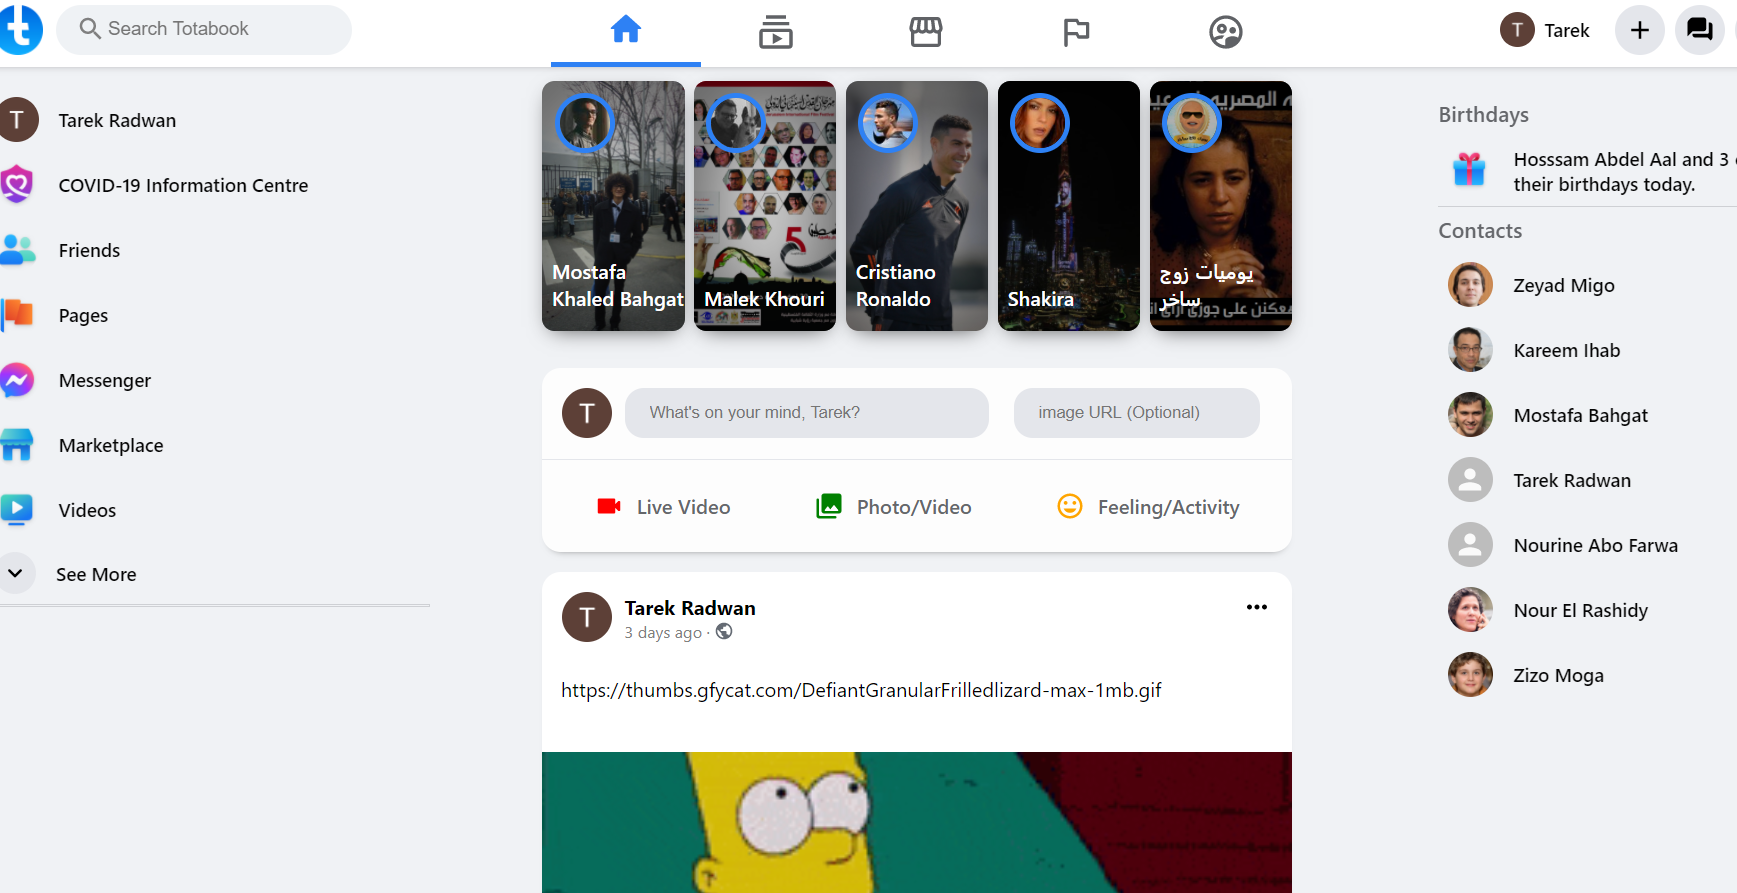 t
Search Totabook
T
Tarek
T
Tarek Radwan
COVID-19 Information Centre
Friends
Pages
Messenger
Marketplace
Videos
See More
Mostafa
Khaled Bahgat
5
Malek Khouri
Cristiano
Ronaldo
Shakira
يوميات زوج
ساخر
T
What's on your mind, Tarek?
image URL (Optional)
Live Video
Photo/Video
Feeling/Activity
T
Tarek Radwan
3 days ago ·
https://thumbs.gfycat.com/DefiantGranularFrilledlizard-max-1mb.gif
Birthdays
Hosssam Abdel Aal and 3
their birthdays today.
Contacts
Zeyad Migo
Kareem Ihab
Mostafa Bahgat
Tarek Radwan
Nourine Abo Farwa
Nour El Rashidy
Zizo Moga